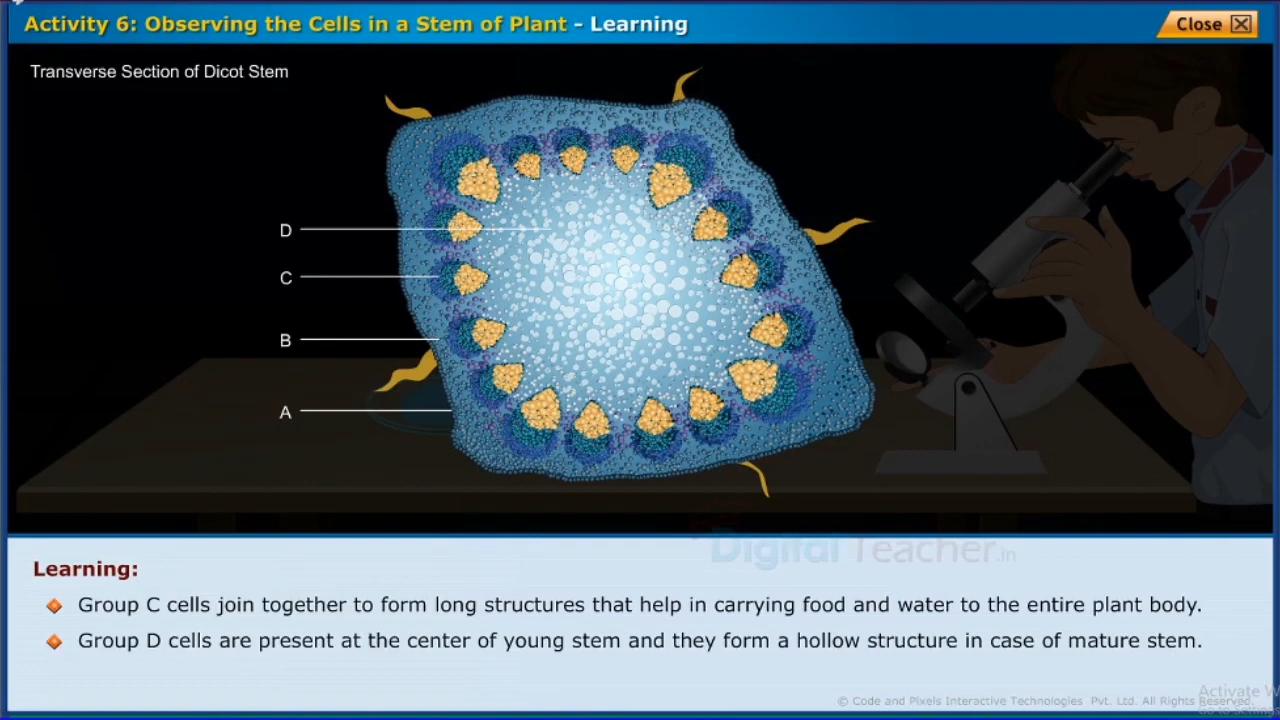 Activity 6: Observing the Cells in a Stem of Plant - Learning
Close
Transverse Section of Dicot Stem
D
C
B
A
Digital Teacher.in
Learning:
Group C cells join together to form long structures that help in carrying food and water to the entire plant body.
Group D cells are present at the center of young stem and they form a hollow structure in case of mature stem.
Activate W
© Code and Pixels Interactive Technologies Pvt. Ltd. All Rights Reserved.